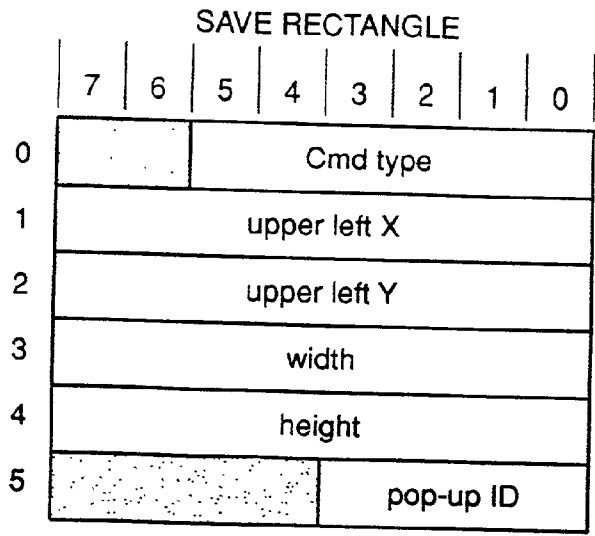 SAVE RECTANGLE
7 6 5 4 3 2 1 0
0 Cmd type
1 upper left X
2 upper left Y
3 width
4 height
5 pop-up ID